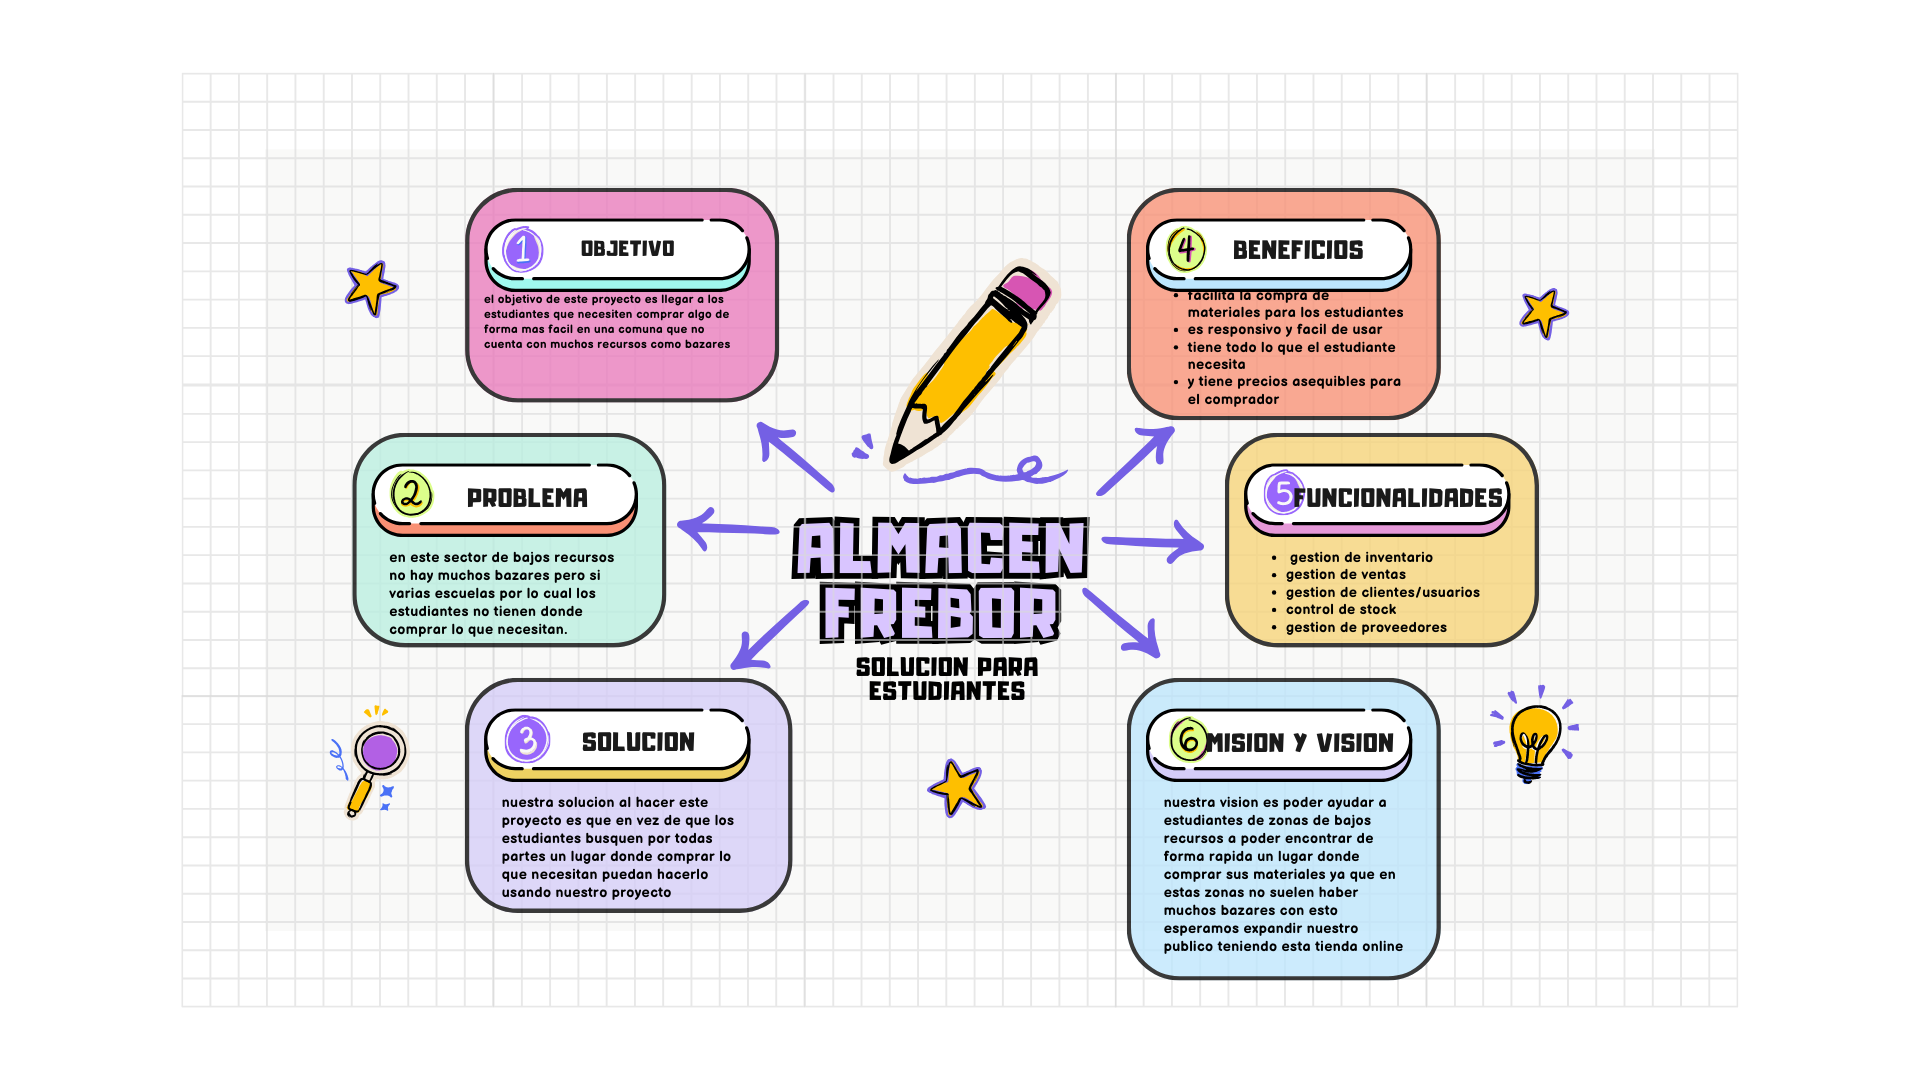 1
OBJETIVO
el objetivo de este proyecto es llegar a los
estudiantes que necesiten comprar algo de
forma mas facil en una comuna que no
cuenta con muchos recursos como bazares
2
PROBLEMA
en este sector de bajos recursos
no hay muchos bazares pero si
varias escuelas por lo cual los
estudiantes no tienen donde
comprar lo que necesitan.
3
SOLUCION
nuestra solucion al hacer este
proyecto es que en vez de que los
estudiantes busquen por todas
partes un lugar donde comprar lo
que necesitan puedan hacerlo
usando nuestro proyecto
ALMACEN
FREBOR
SOLUCION PARA
ESTUDIANTES
4
BENEFICIOS
• facilita la compra de
materiales para los estudiantes
• es responsivo y facil de usar
• tiene todo lo que el estudiante
necesita
• y tiene precios asequibles para
el comprador
5
FUNCIONALIDADES
• gestion de inventario
• gestion de ventas
• gestion de clientes/usuarios
• control de stock
• gestion de proveedores
6
MISION Y VISION
nuestra vision es poder ayudar a
estudiantes de zonas de bajos
recursos a poder encontrar de
forma rapida un lugar donde
comprar sus materiales ya que en
estas zonas no suelen haber
muchos bazares con esto
esperamos expandir nuestro
publico teniendo esta tienda online